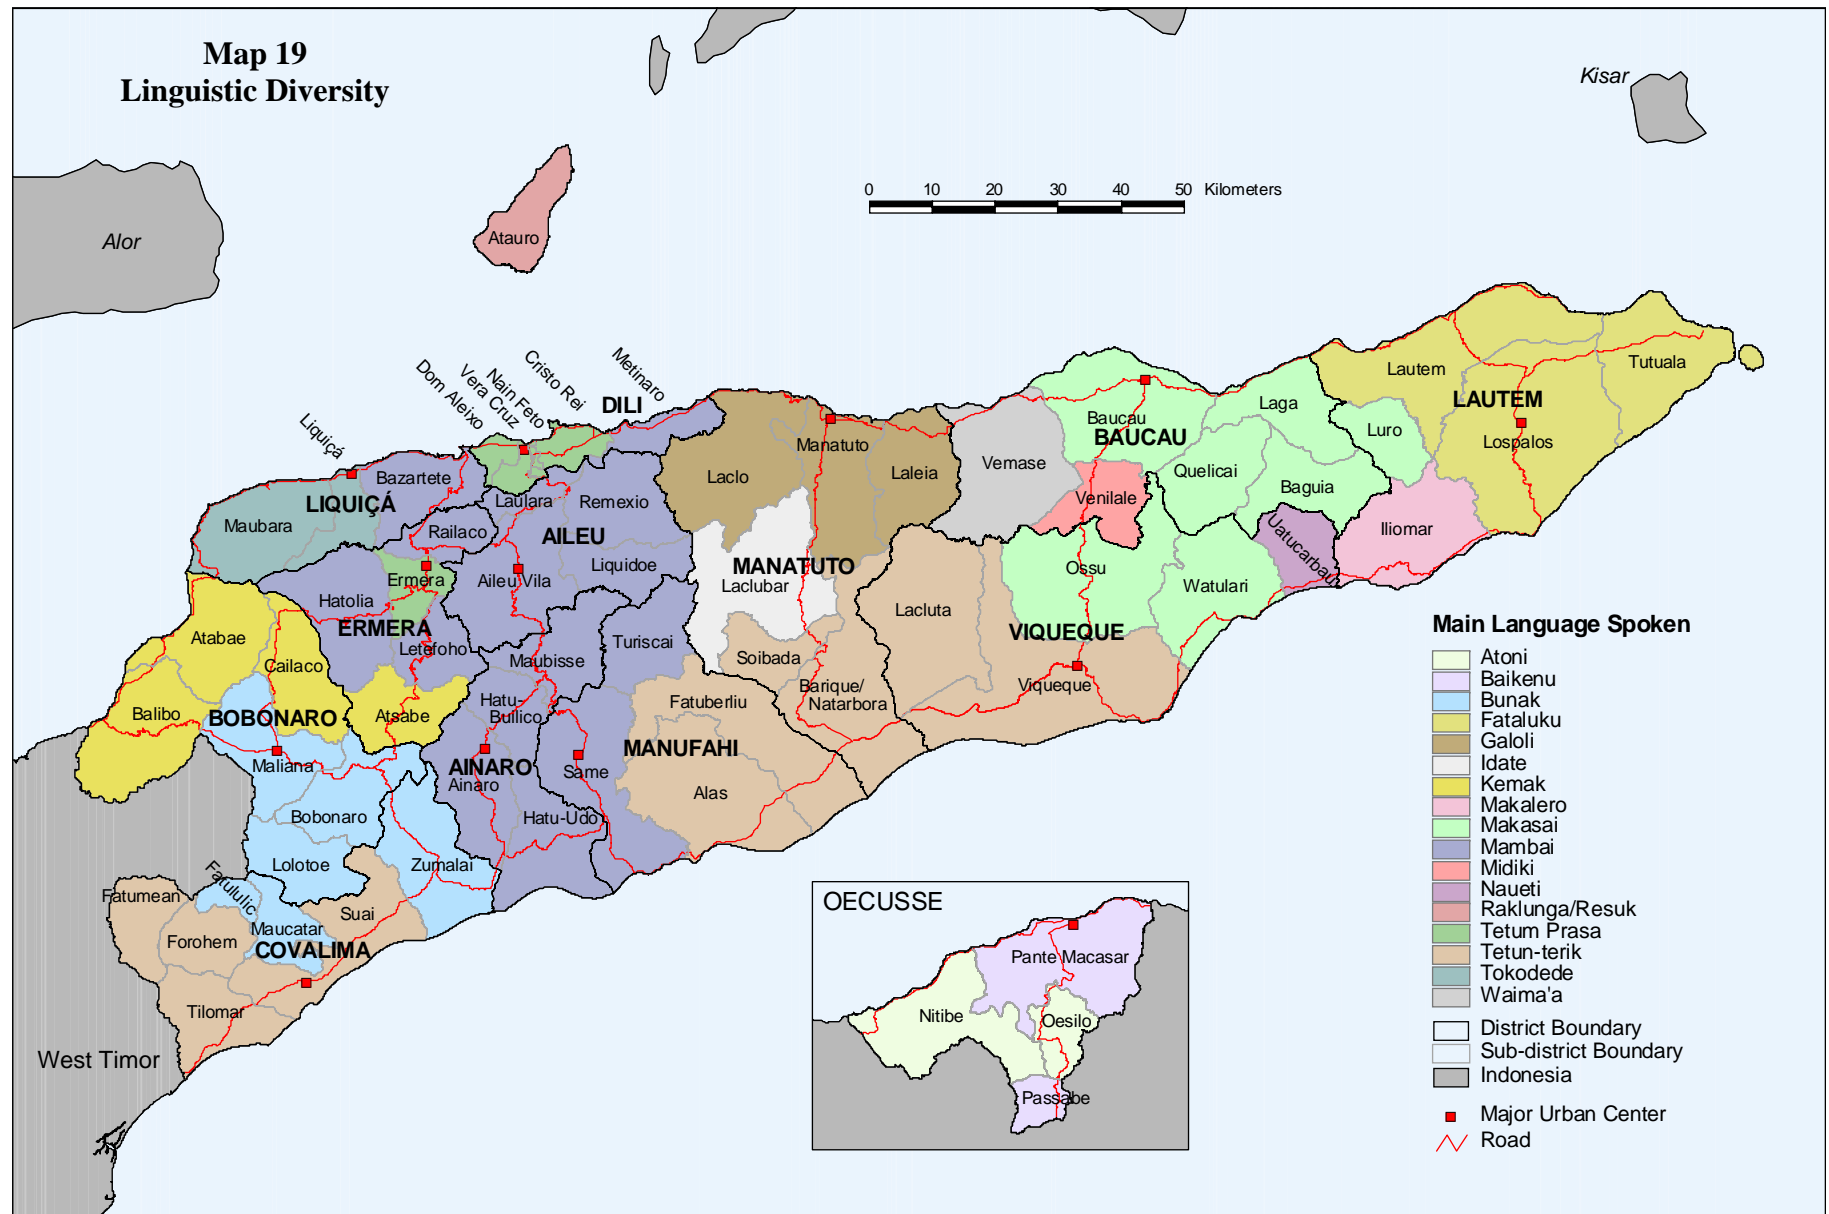 Map 19
Linguistic Diversity
Kisar
Alor
Atauro
0 10 20 30 40 50 Kilometers
Metinaro
Cristo Rei
Nain Feto
Vera Cruz
Dom Aleixo
DILI
Liquiçá
Bazartete
LIQUIÇÁ
Maubara
Laulara
Remexio
Railaco
AILEU
Ermera
Aileu Vila
Liquidoe
Hatolia
ERMERA
Letefoho
Maubisse
Turiscai
Laclo
Manatuto
Laleia
MANATUTO
Laclubar
Soibada
Barique/
Natarbora
Vemase
Baucau
BAUCAU
Venilale
Laga
Quelicai
Baguia
Luro
Lautem
LAUTEM
Lospalos
Tutuala
Iliomar
Uatucarbau
Watulari
Ossu
Lacluta
VIQUEQUE
Viqueque
Atabae
Cailaco
Balibo
BOBONARO
Atsabe
Maliana
Bobonaro
Lolotoe
Zumalai
Hatu-
Builico
AINARO
Ainaro
Hatu-Udo
Same
Fatuberliu
MANUFAHI
Alas
Fatumean
Fatululic
Forohem
Maucatar
Suai
COVALIMA
Tilomar
West Timor
OECUSSE
Pante Macasar
Nitibe
Oesilo
Passabe
Main Language Spoken
Atoni
Baikenu
Bunak
Fataluku
Galoli
Idate
Kemak
Makalero
Makasai
Mambai
Midiki
Naueti
Raklunga/Resuk
Tetum Prasa
Tetun-terik
Tokodede
Waima'a
District Boundary
Sub-district Boundary
Indonesia
Major Urban Center
Road